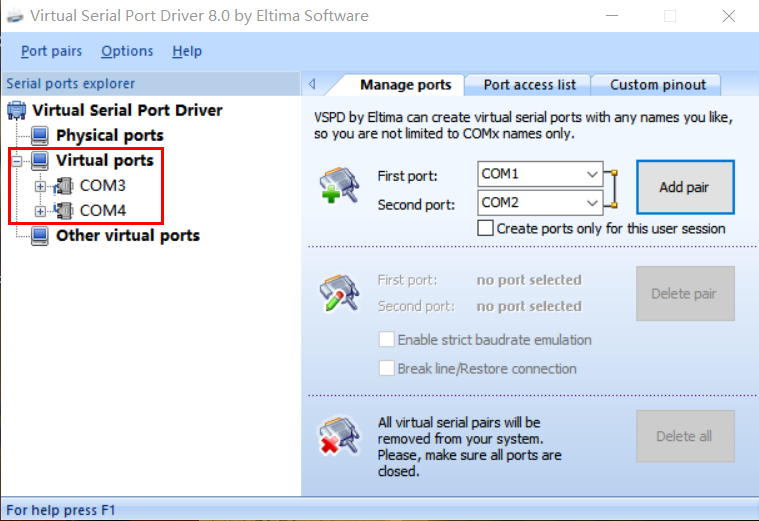 Virtual Serial Port Driver 8.0 by Eltima Software
Port pairs Options Help
Serial ports explorer
Virtual Serial Port Driver
Physical ports
Virtual ports
COM3
COM4
Other virtual ports
Manage ports Port access list Custom pinout
VSPD by Eltima can create virtual serial ports with any names you like,
so you are not limited to COMx names only.
First port: COM1
Second port: COM2
Add pair
Create ports only for this user session
First port: no port selected
Second port: no port selected
Delete pair
Enable strict baudrate emulation
Break line/Restore connection
All virtual serial pairs will be
removed from your system.
Please, make sure all ports are
closed.
Delete all
For help press F1